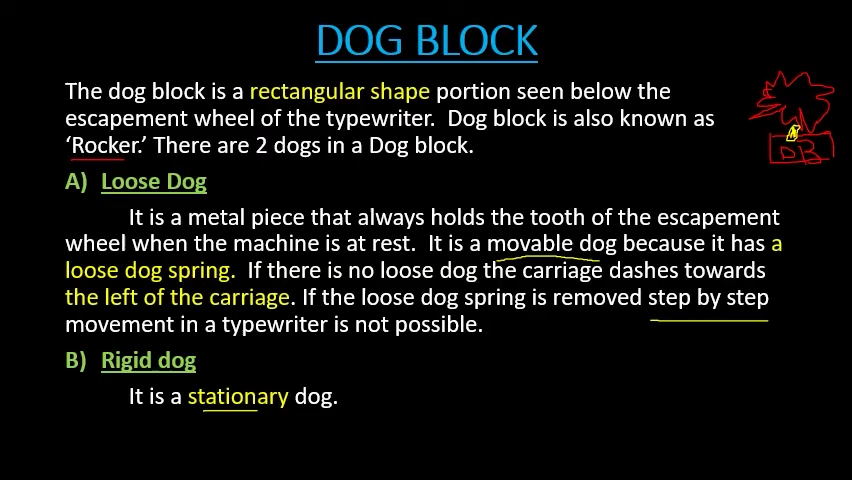 DOG BLOCK
The dog block is a rectangular shape portion seen below the
escapement wheel of the typewriter.  Dog block is also known as
‘Rocker.’ There are 2 dogs in a Dog block.
DB
A) Loose Dog
It is a metal piece that always holds the tooth of the escapement
wheel when the machine is at rest.  It is a movable dog because it has a
loose dog spring.  If there is no loose dog the carriage dashes towards
the left of the carriage. If the loose dog spring is removed step by step
movement in a typewriter is not possible.
B) Rigid dog
It is a stationary dog.